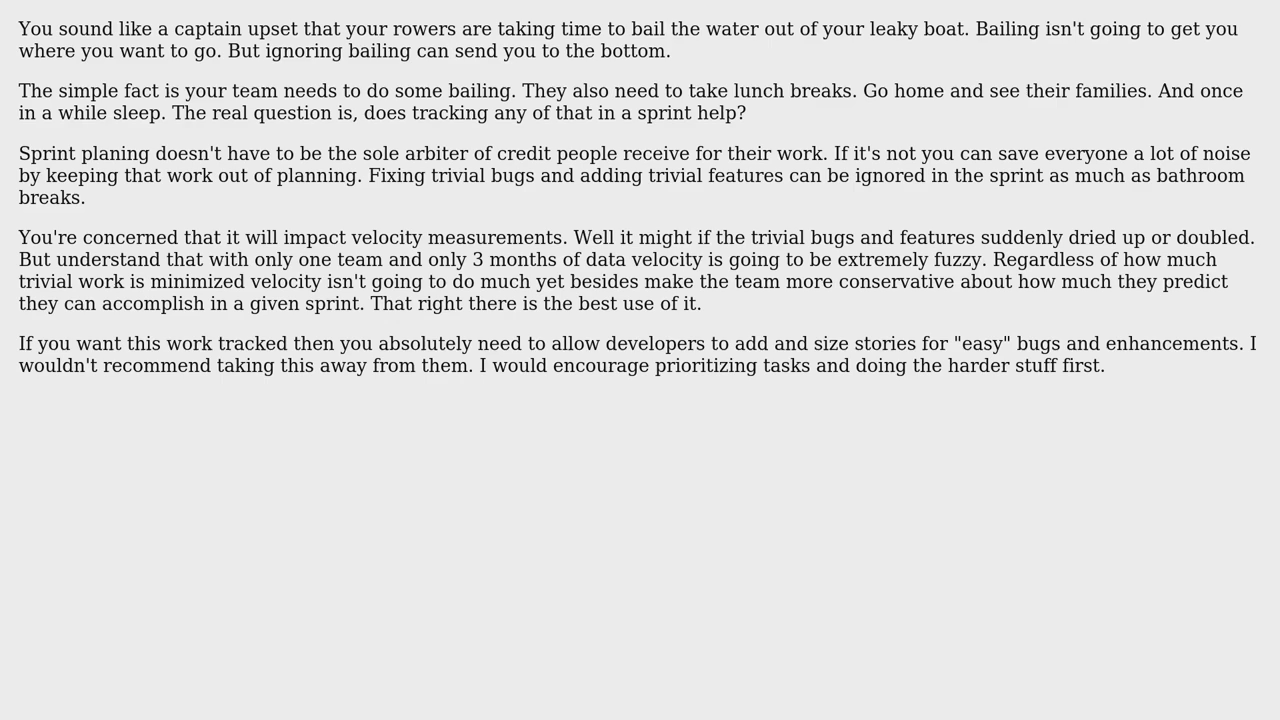 You sound like a captain upset that your rowers are taking time to bail the water out of your leaky boat. Bailing isn't going to get you
where you want to go. But ignoring bailing can send you to the bottom.
The simple fact is your team needs to do some bailing. They also need to take lunch breaks. Go home and see their families. And once
in a while sleep. The real question is, does tracking any of that in a sprint help?
Sprint planing doesn't have to be the sole arbiter of credit people receive for their work. If it's not you can save everyone a lot of noise
by keeping that work out of planning. Fixing trivial bugs and adding trivial features can be ignored in the sprint as much as bathroom
breaks.
You're concerned that it will impact velocity measurements. Well it might if the trivial bugs and features suddenly dried up or doubled.
But understand that with only one team and only 3 months of data velocity is going to be extremely fuzzy. Regardless of how much
trivial work is minimized velocity isn't going to do much yet besides make the team more conservative about how much they predict
they can accomplish in a given sprint. That right there is the best use of it.
If you want this work tracked then you absolutely need to allow developers to add and size stories for "easy" bugs and enhancements. I
wouldn't recommend taking this away from them. I would encourage prioritizing tasks and doing the harder stuff first.